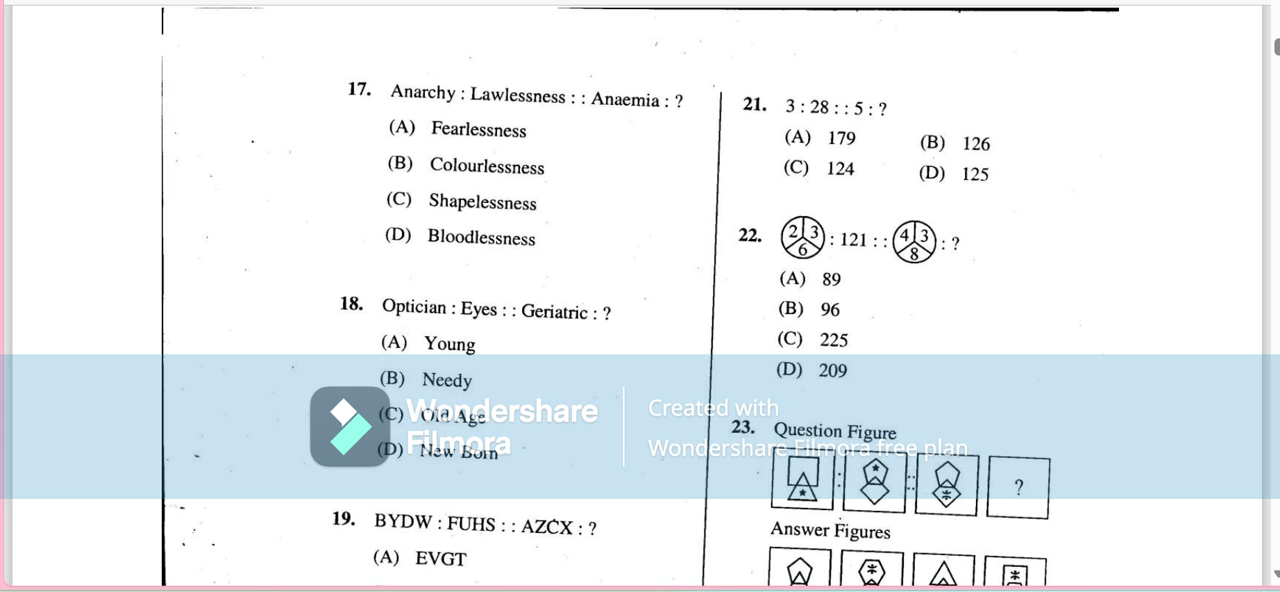 17. Anarchy : Lawlessness : : Anaemia : ?
(A) Fearlessness
(B) Colourlessness
(C) Shapelessness
(D) Bloodlessness
18. Optician : Eyes : : Geriatric : ?
(A) Young
(B) Needy
(C) Old Age
(D) New Born
19. BYDW : FUHS : : AZCX : ?
(A) EVGT
21. 3 : 28 : : 5 : ?
(A) 179 (B) 126
(C) 124 (D) 125
22. 2 3 6 : 121 : : 4 3 8 : ?
(A) 89
(B) 96
(C) 225
(D) 209
23. Question Figure
: :: ?
Answer Figures
Wondershare
Filmora
Created with
Wondershare Filmora free plan